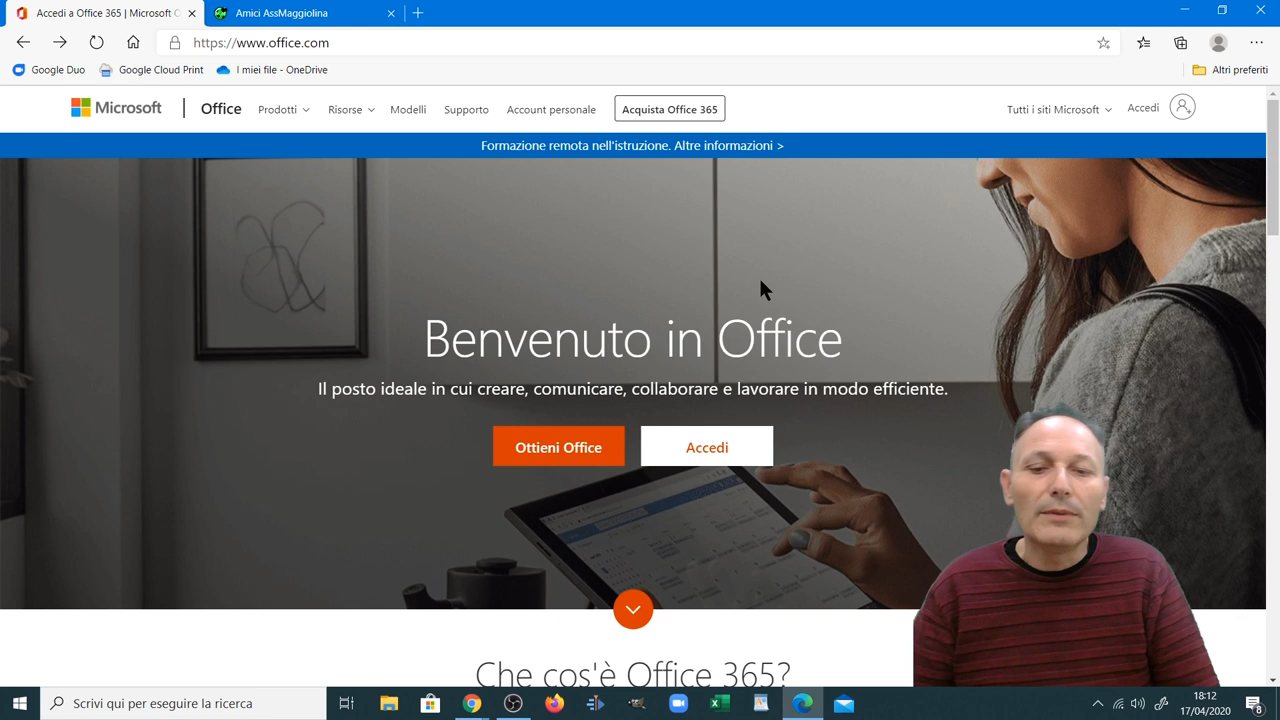 Accedi a Office 365 | Microsoft O
Amici AssMaggiolina
https://www.office.com
Google Duo
Google Cloud Print
I miei file - OneDrive
Altri preferiti
Microsoft
Office
Prodotti
Risorse
Modelli
Supporto
Account personale
Acquista Office 365
Tutti i siti Microsoft
Accedi
Formazione remota nell'istruzione. Altre informazioni >
Benvenuto in Office
Il posto ideale in cui creare, comunicare, collaborare e lavorare in modo efficiente.
Ottieni Office
Accedi
Che cos'è Office 365?
Scrivi qui per eseguire la ricerca
18:12
17/04/2020
8